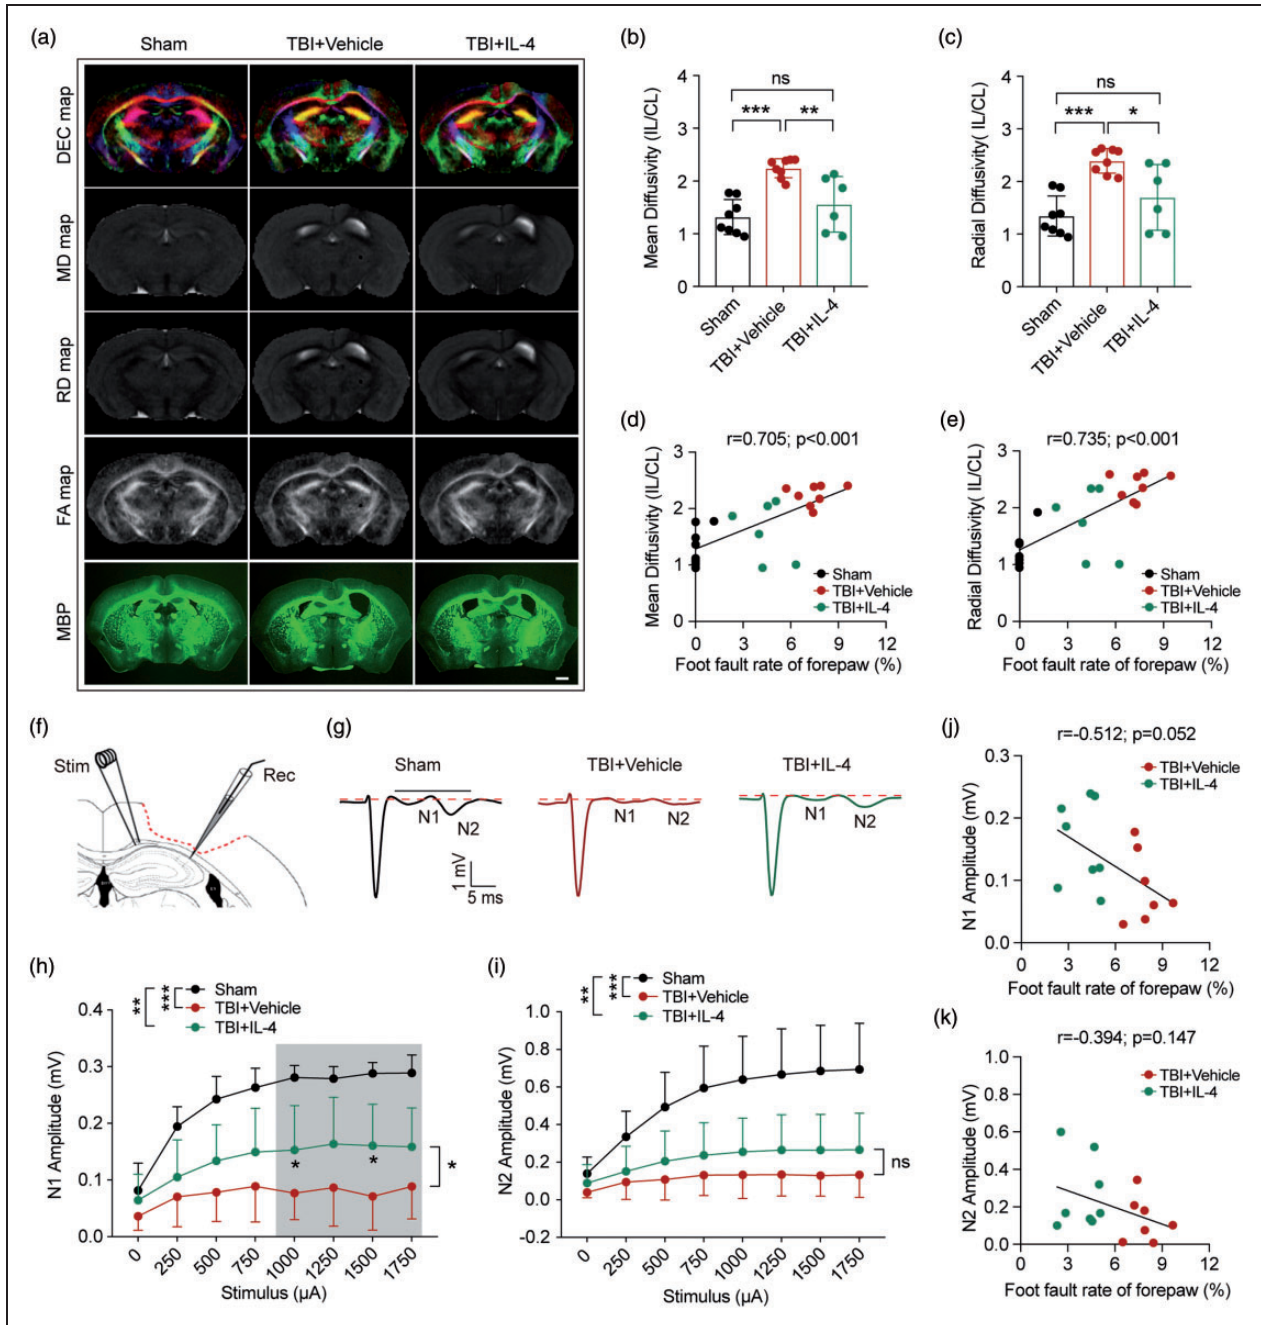 (a)
Sham TBI+Vehicle TBI+IL-4
DEC map
MD map
RD map
FA map
MBP
(b)
Mean Diffusivity (IL/CL)
4
3
2
1
0
ns
*** **
Sham TBI+Vehicle TBI+IL-4
(c)
Radial Diffusivity( IL/CL)
4
3
2
1
0
ns
*** *
Sham TBI+Vehicle TBI+IL-4
(d)
r=0.705; p<0.001
Mean Diffusivity (IL/CL)
3
2
1
0
Sham
TBI+Vehicle
TBI+IL-4
0 3 6 9 12
Foot fault rate of forepaw (%)
(e)
r=0.735; p<0.001
Radial Diffusivity( IL/CL)
3
2
1
0
Sham
TBI+Vehicle
TBI+IL-4
0 3 6 9 12
Foot fault rate of forepaw (%)
(f)
Stim
Rec
(g)
Sham TBI+Vehicle TBI+IL-4
N1 N2 N1 N2 N1 N2
1 mV
5 ms
(h)
** ***
Sham
TBI+Vehicle
TBI+IL-4
N1 Amplitude (mV)
0.4
0.3
0.2
0.1
0.0
* * *
0 250 500 750 1000 1250 1500 1750
Stimulus (µA)
(i)
** ***
Sham
TBI+Vehicle
TBI+IL-4
N2 Amplitude (mV)
1.0
0.8
0.6
0.4
0.2
0.0
-0.2
ns
0 250 500 750 1000 1250 1500 1750
Stimulus (µA)
(j)
r=-0.512; p=0.052
N1 Amplitude (mV)
0.3
0.2
0.1
0.0
TBI+Vehicle
TBI+IL-4
0 3 6 9 12
Foot fault rate of forepaw (%)
(k)
r=-0.394; p=0.147
N2 Amplitude (mV)
1.0
0.8
0.6
0.4
0.2
0.0
TBI+Vehicle
TBI+IL-4
0 3 6 9 12
Foot fault rate of forepaw (%)